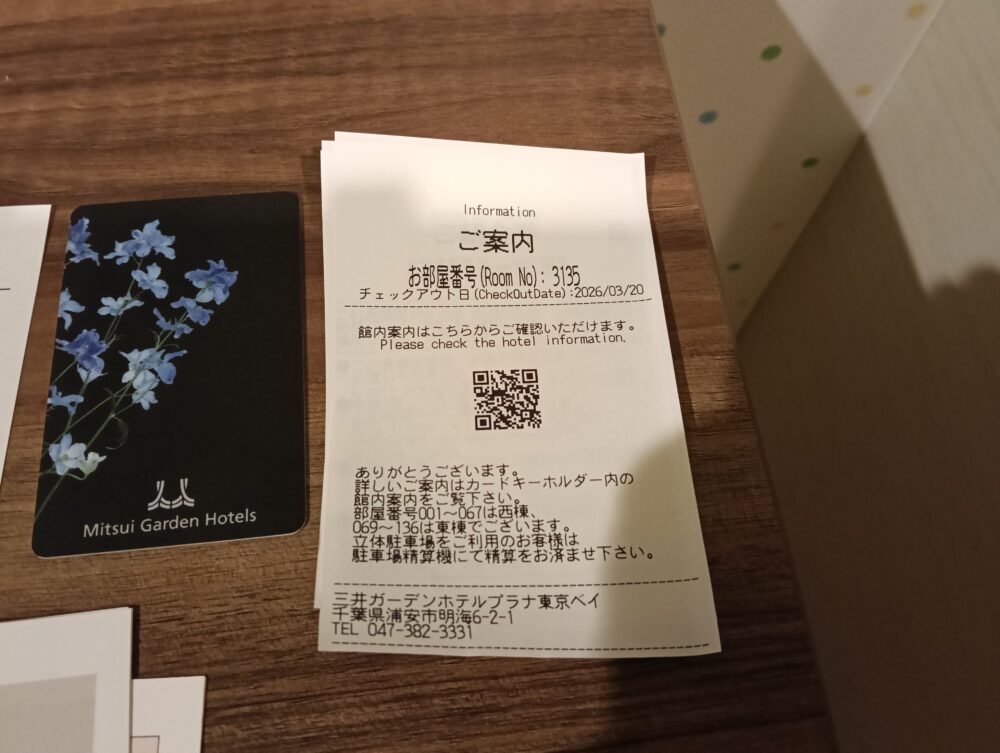 Mitsui Garden Hotels
Information
ご案内
お部屋番号(Room No): 3135
チェックアウト日(CheckOutDate):2026/03/20
館内案内はこちらからご確認いただけます。
Please check the hotel information.
ありがとうございます。
詳しいご案内はカードキーホルダー内の
館内案内をご覧下さい。
部屋番号001～067は西棟、
069～136は東棟でございます。
立体駐車場をご利用のお客様は
駐車場精算機にて精算をお済ませ下さい。
三井ガーデンホテルプラナ東京ベイ
千葉県浦安市明海6-2-1
TEL 047-382-3331